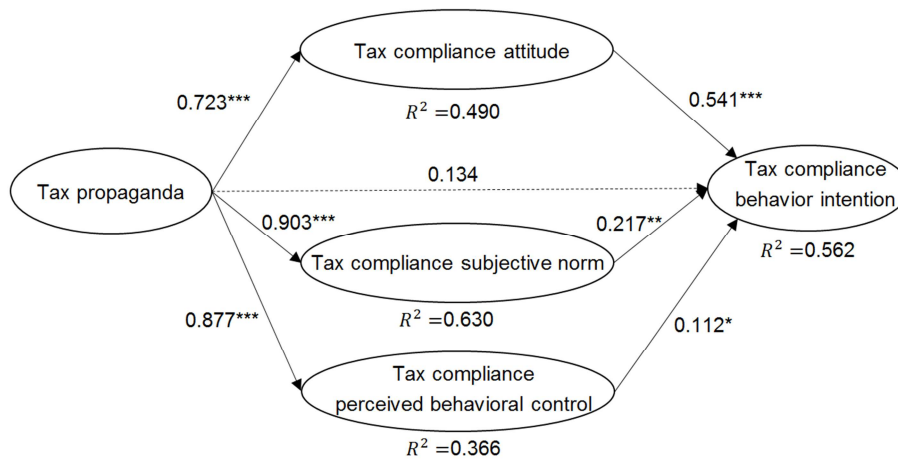 Tax compliance attitude
0.723***
R² =0.490
0.541***
Tax propaganda
0.134
Tax compliance
behavior intention
R² =0.562
0.903***
0.217**
Tax compliance subjective norm
R² =0.630
0.877***
0.112*
Tax compliance
perceived behavioral control
R² =0.366